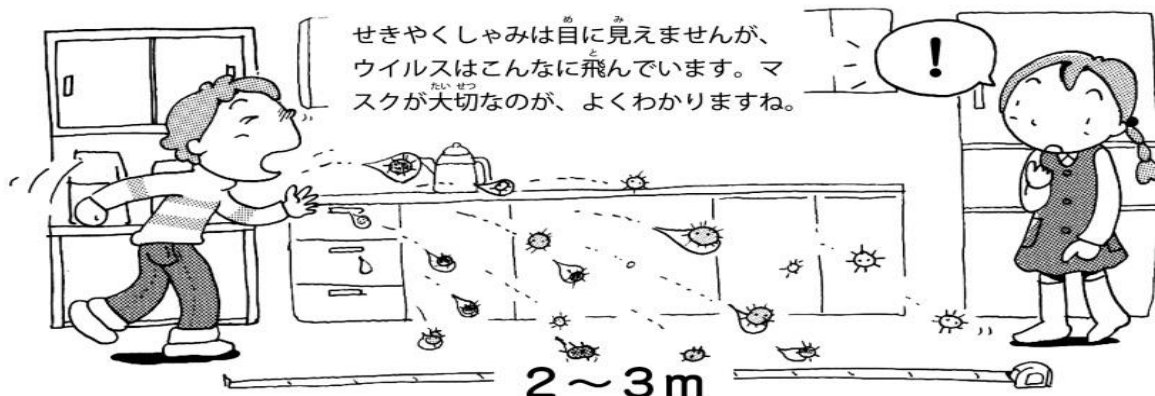 せきやくしゃみは目に見えませんが、
ウイルスはこんなに飛んでいます。マ
スクが大切なのが、よくわかりますね。
!
2～3m